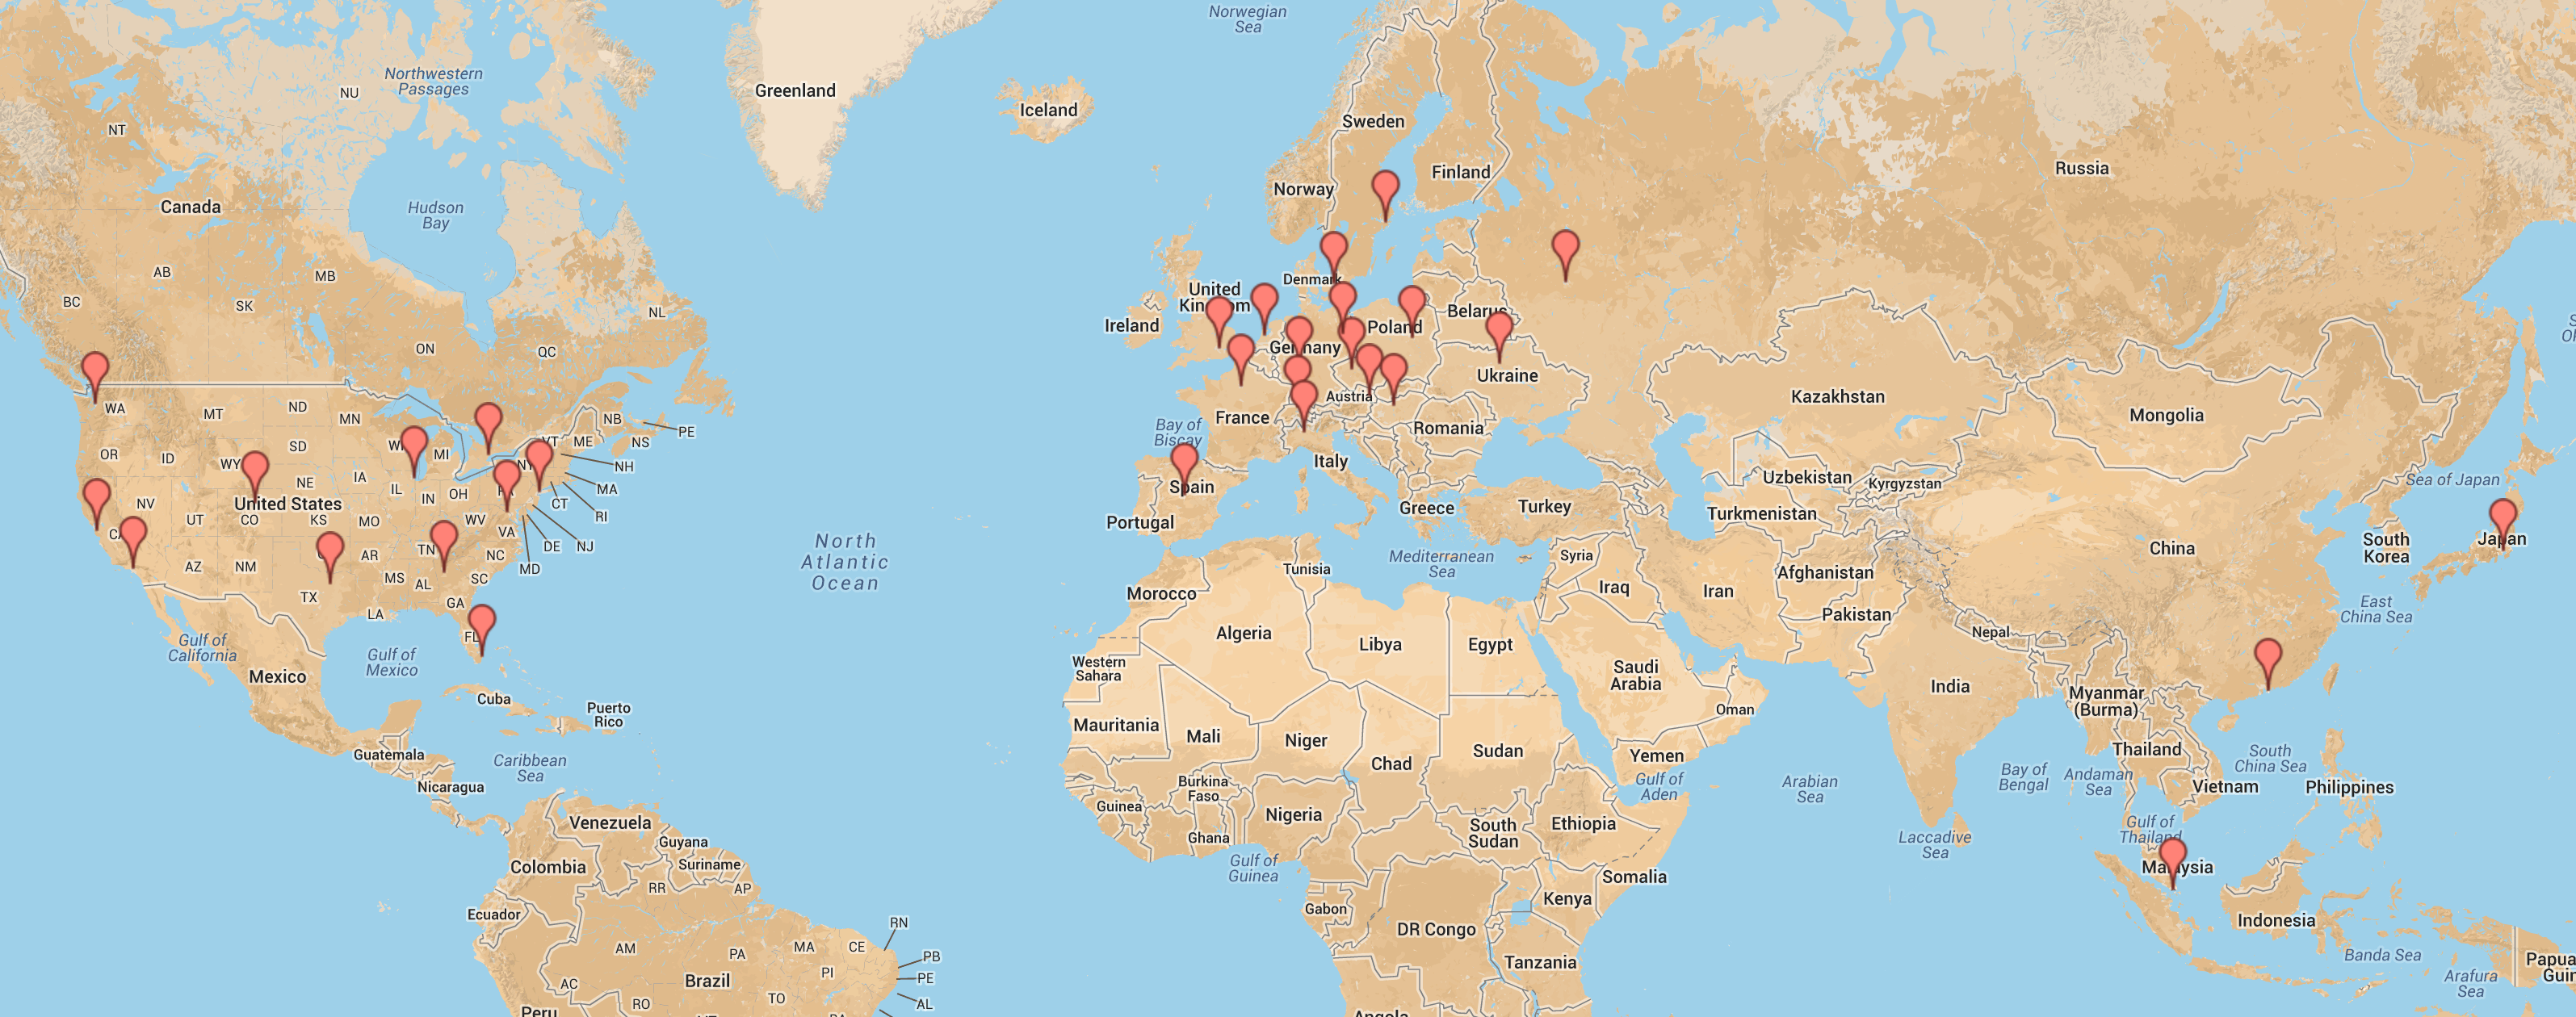 Norwegian
Sea
Northwestern
Passages
NU
Greenland
Iceland
NT
Sweden
Finland
Russia
Norway
Canada
Hudson
Bay
AB
MB
SK
BC
NL
ON
QC
Denmark
United
Kingdom
Ireland
Belarus
Poland
Germany
Ukraine
Kazakhstan
Mongolia
WA
MT
ND
MN
NB
PE
NS
VT
ME
Austria
France
Romania
Bay of
Biscay
OR
ID
SD
MI
WY
NH
Italy
Uzbekistan
Kyrgyzstan
Sea of Japan
NE
IA
IL
IN
OH
MA
CT
RI
Spain
Portugal
Greece
Turkey
Turkmenistan
NV
United States
UT
CO
KS
MO
WV
VA
DE
NJ
MD
North
Atlantic
Ocean
Mediterranean
Sea
Syria
Afghanistan
China
South
Korea
Japan
AZ
NM
AR
TN
NC
MS
AL
SC
TX
GA
LA
FL
Tunisia
Morocco
Iraq
Iran
Pakistan
East
China Sea
Nepal
Gulf of
California
Gulf of
Mexico
Mexico
Algeria
Libya
Egypt
Western
Sahara
Saudi
Arabia
India
Myanmar
(Burma)
Oman
Cuba
Puerto
Rico
Mauritania
Mali
Niger
Chad
Sudan
Yemen
Gulf of
Aden
Arabian
Sea
Bay of
Bengal
Andaman
Sea
Thailand
South
China Sea
Vietnam
Philippines
Guatemala
Caribbean
Sea
Nicaragua
Burkina
Faso
Guinea
Nigeria
Ghana
South
Sudan
Ethiopia
Laccadive
Sea
Gulf of
Thailand
Malaysia
Venezuela
Guyana
Suriname
Colombia
RR
AP
Gulf of
Guinea
Somalia
Kenya
Gabon
DR Congo
Indonesia
Ecuador
RN
AM
PA
MA
CE
PB
PI
PE
Brazil
AC
TO
RO
AL
Tanzania
Banda Sea
Arafura
Sea
Papua
Peru
Angola